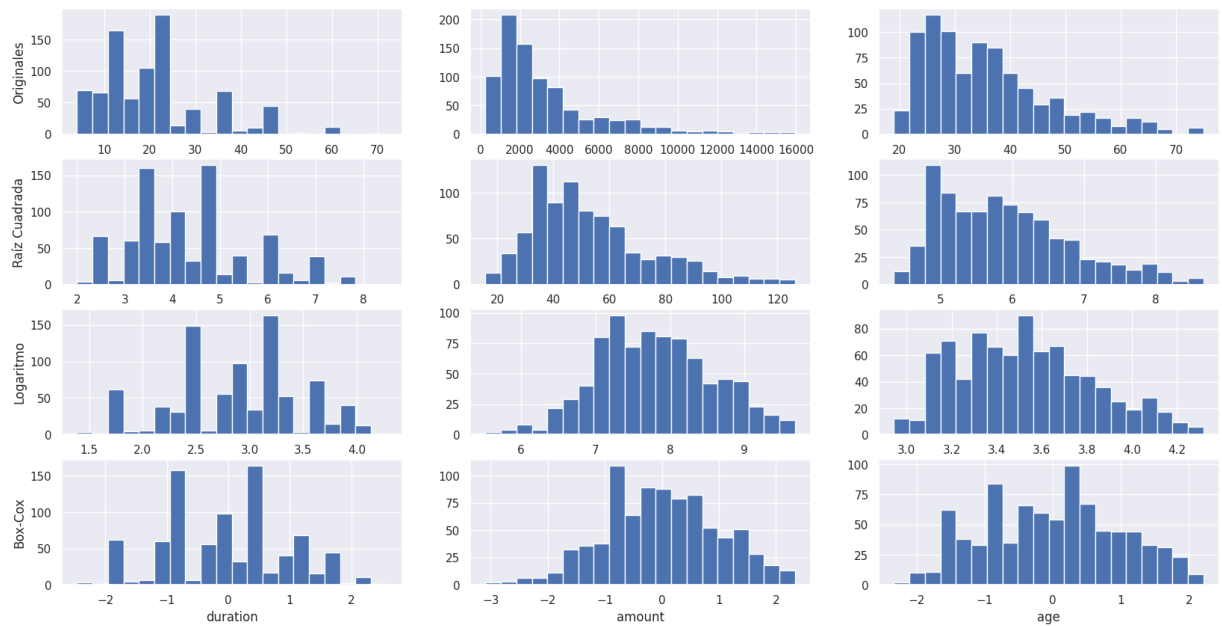 Originales
150
100
50
0
10 20 30 40 50 60 70
200
150
100
50
0
0 2000 4000 6000 8000 10000 12000 14000 16000
100
75
50
25
0
20 30 40 50 60 70
Raíz Cuadrada
150
100
50
0
2 3 4 5 6 7 8
100
50
0
20 40 60 80 100 120
100
75
50
25
0
5 6 7 8
Logaritmo
150
100
50
0
1.5 2.0 2.5 3.0 3.5 4.0
100
75
50
25
0
6 7 8 9
80
60
40
20
0
3.0 3.2 3.4 3.6 3.8 4.0 4.2
Box-Cox
150
100
50
0
−2 −1 0 1 2
duration
100
75
50
25
0
−3 −2 −1 0 1 2
amount
100
75
50
25
0
−2 −1 0 1 2
age